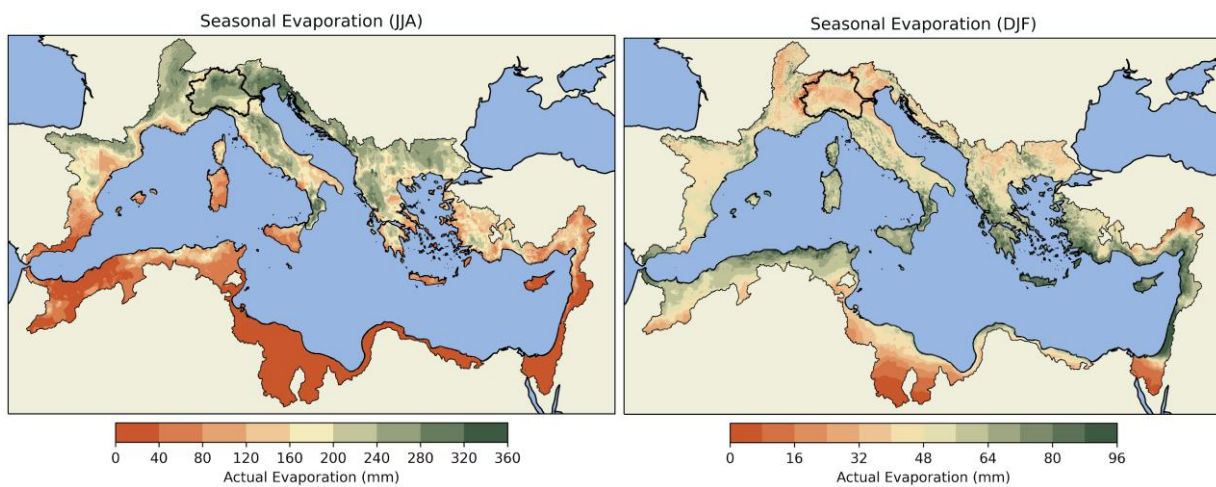 Seasonal Evaporation (JJA)
Seasonal Evaporation (DJF)
0 40 80 120 160 200 240 280 320 360
Actual Evaporation (mm)
0 16 32 48 64 80 96
Actual Evaporation (mm)